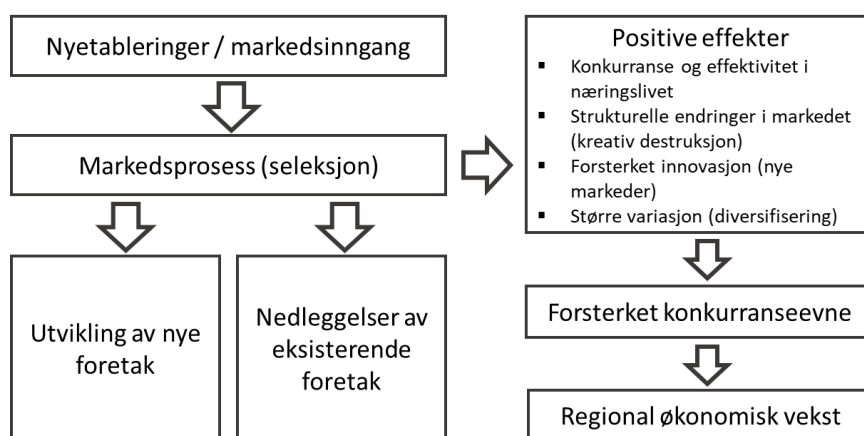 Nyetableringer / markedsinngang
Markedsprosess (seleksjon)
Utvikling av nye
foretak
Nedleggelser av
eksisterende
foretak
Positive effekter
▪ Konkurranse og effektivitet i
næringslivet
▪ Strukturelle endringer i markedet
(kreativ destruksjon)
▪ Forsterket innovasjon (nye
markeder)
▪ Større variasjon (diversifisering)
Forsterket konkurranseevne
Regional økonomisk vekst